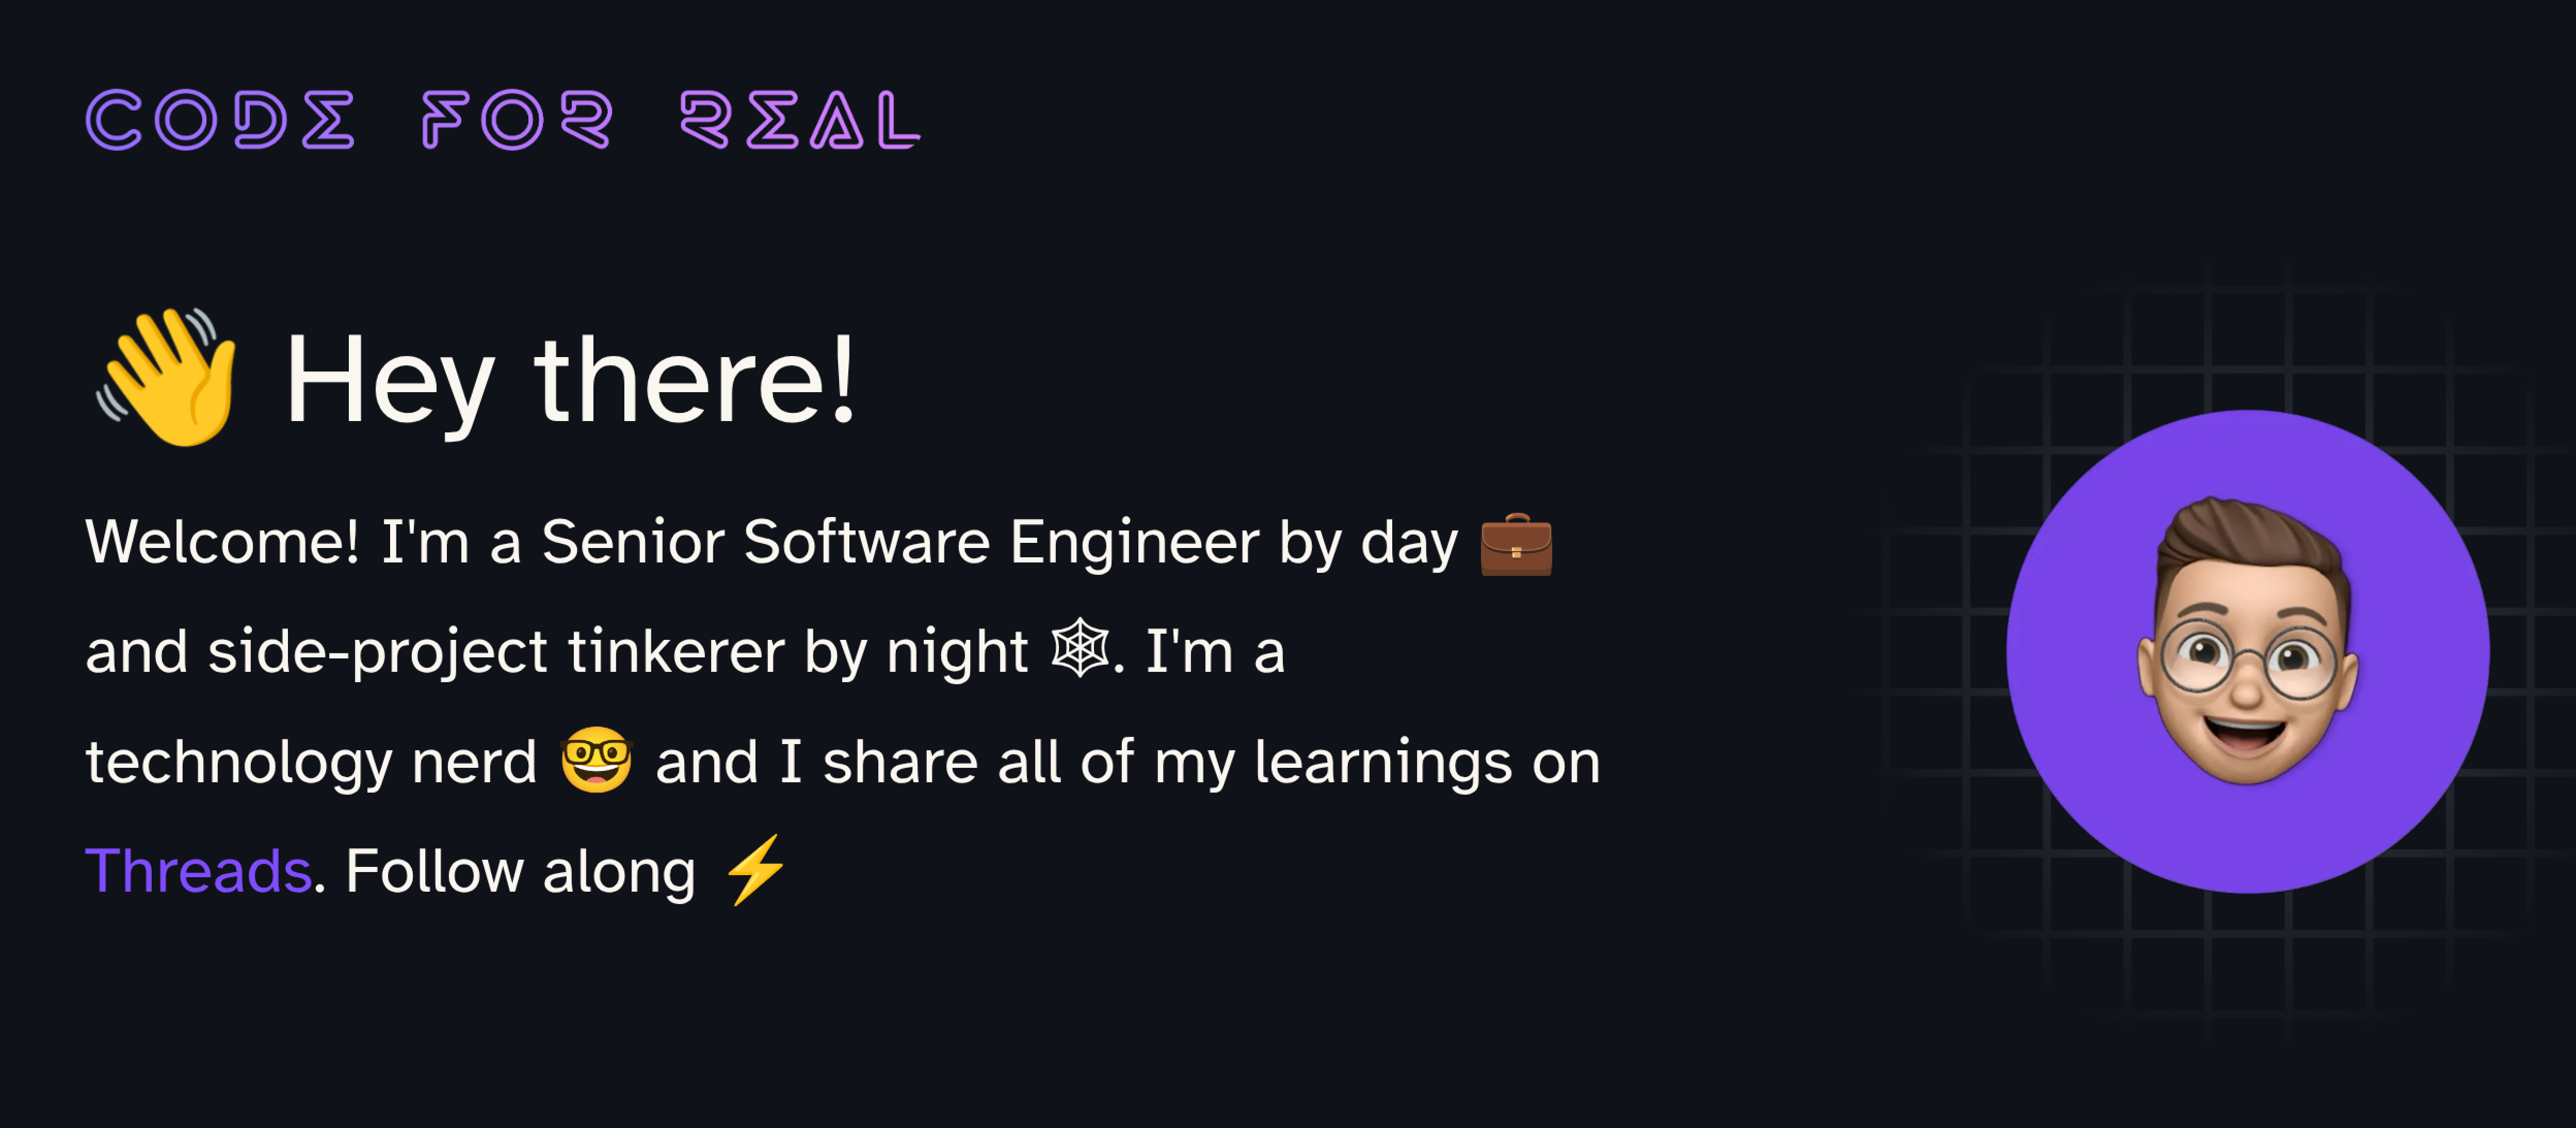 CODE FOR REAL
👋 Hey there!
Welcome! I'm a Senior Software Engineer by day 💼
and side-project tinkerer by night 🕸. I'm a
technology nerd 🤓 and I share all of my learnings on
Threads. Follow along ⚡